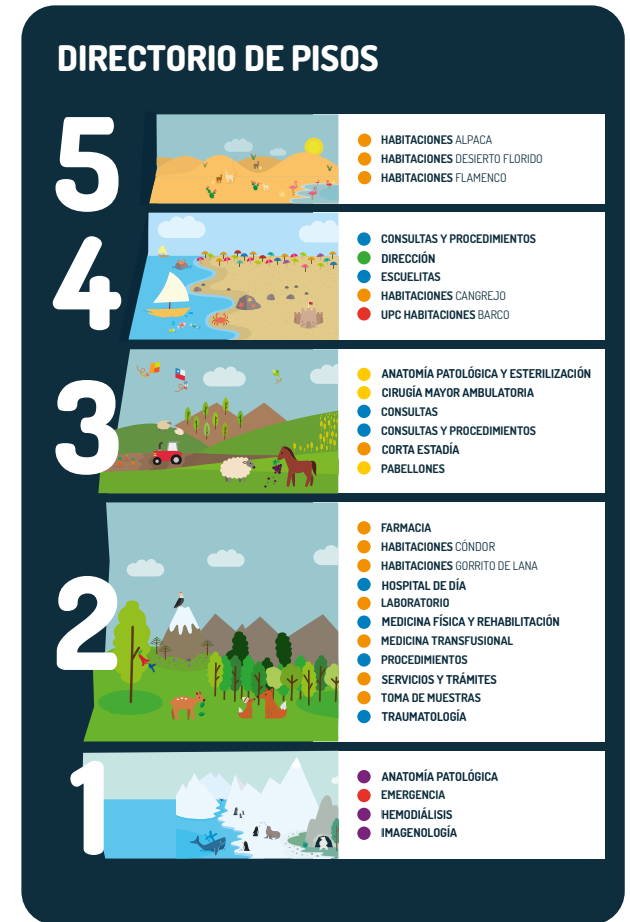 DIRECTORIO DE PISOS
5
HABITACIONES ALPACA
HABITACIONES DESIERTO FLORIDO
HABITACIONES FLAMENCO
4
CONSULTAS Y PROCEDIMIENTOS
DIRECCIÓN
ESCUELITAS
HABITACIONES CANGREJO
UPC HABITACIONES BARCO
3
ANATOMÍA PATOLÓGICA Y ESTERILIZACIÓN
CIRUGÍA MAYOR AMBULATORIA
CONSULTAS
CONSULTAS Y PROCEDIMIENTOS
CORTA ESTADÍA
PABELLONES
2
FARMACIA
HABITACIONES CÓNDOR
HABITACIONES GORRITO DE LANA
HOSPITAL DE DÍA
LABORATORIO
MEDICINA FÍSICA Y REHABILITACIÓN
MEDICINA TRANSFUSIONAL
PROCEDIMIENTOS
SERVICIOS Y TRÁMITES
TOMA DE MUESTRAS
TRAUMATOLOGÍA
1
ANATOMÍA PATOLÓGICA
EMERGENCIA
HEMODIÁLISIS
IMAGENOLOGÍA